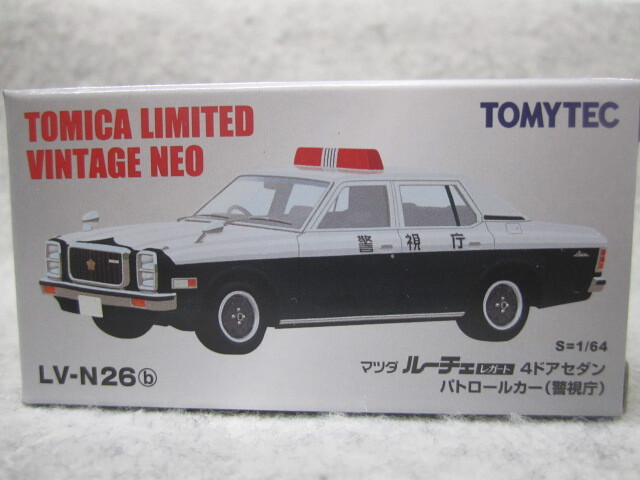 TOMICA LIMITED
VINTAGE NEO
TOMYTEC
警視庁
S=1/64
LV-N26ⓑ
マツダ ルーチェ レガート 4ドアセダン
パトロールカー(警視庁)